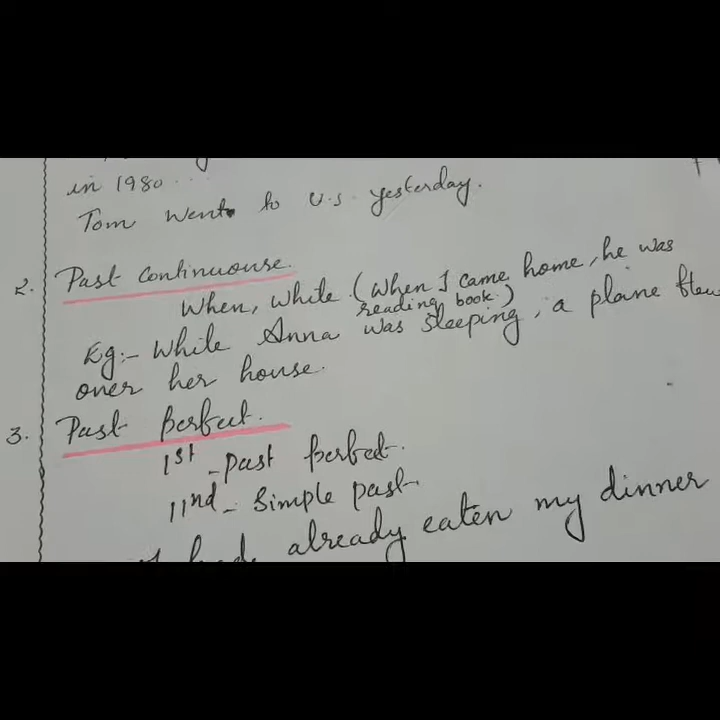 in 1980...
Tom went to U.S. yesterday.
2. Past Continuouse.
When, While (When I came home, he was
reading book.)
Eg:- While Anna was sleeping, a plane flew
over her house.
3. Past Perfect.
1st - Past perfect.
11nd - Simple past.
had already eaten my dinner